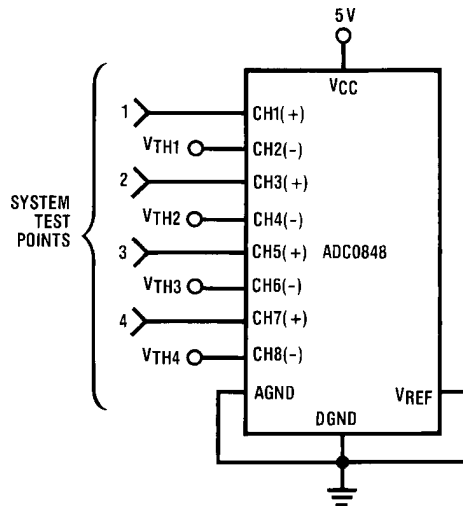 5V
VCC
1
CH1(+)
VTH1
CH2(-)
2
CH3(+)
SYSTEM
TEST
POINTS
VTH2
CH4(-)
3
CH5(+)
ADC0848
VTH3
CH6(-)
4
CH7(+)
VTH4
CH8(-)
AGND
VREF
DGND